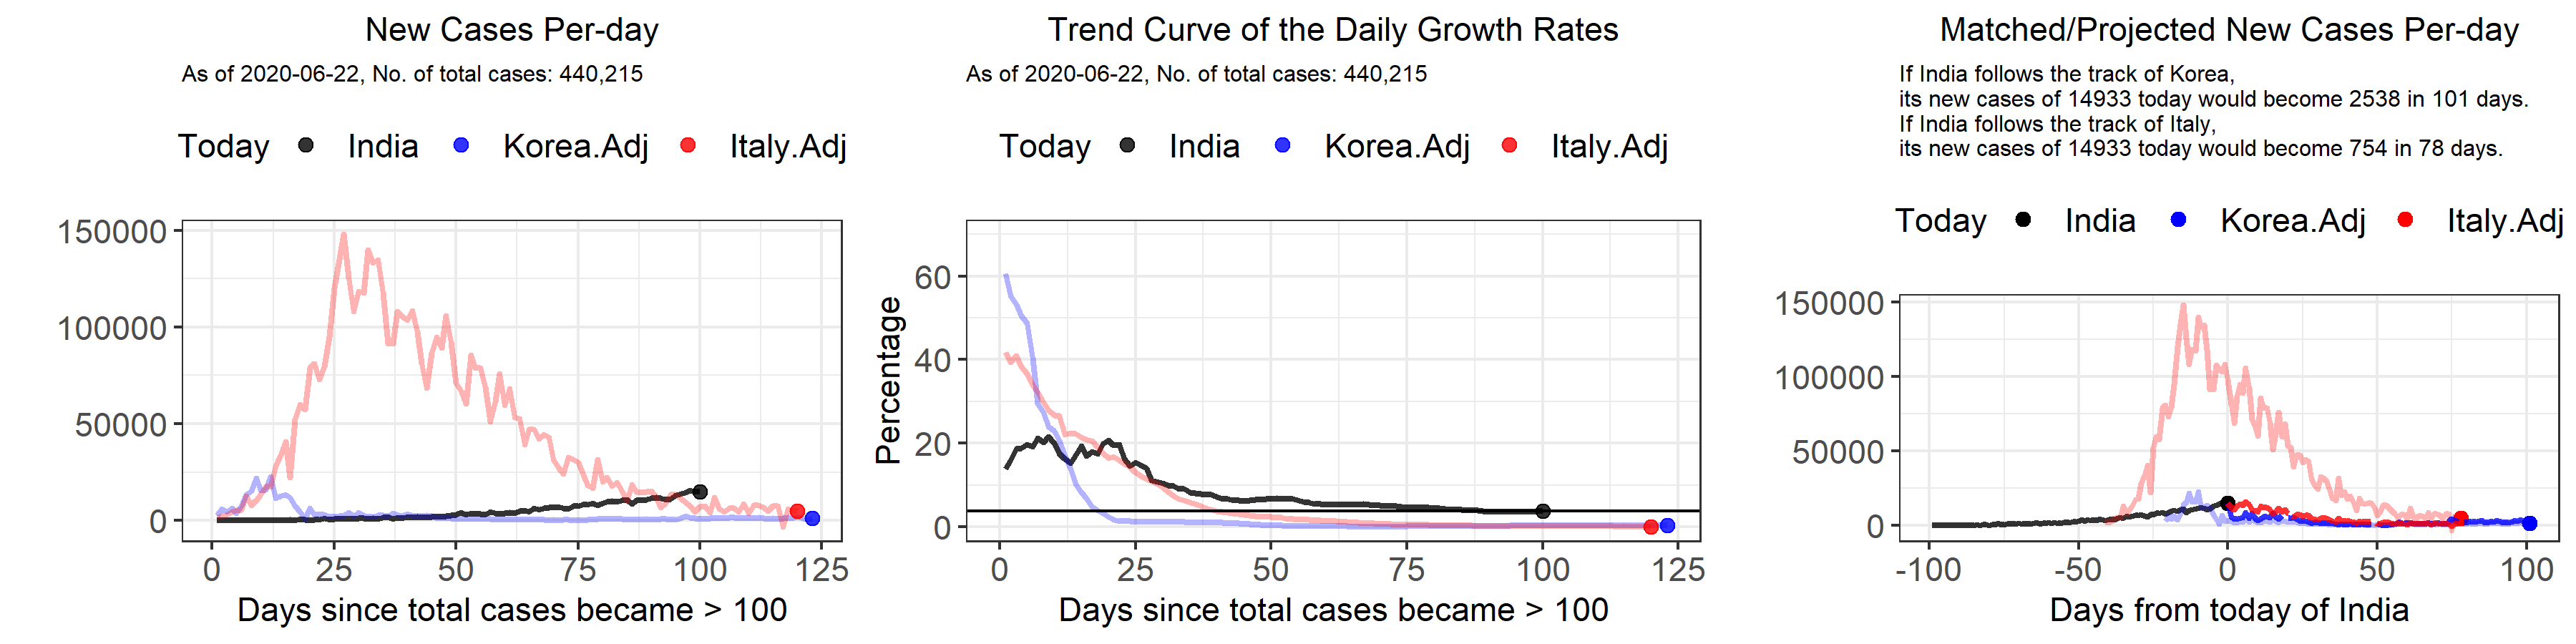 New Cases Per-day
As of 2020-06-22, No. of total cases: 440,215
Today India Korea.Adj Italy.Adj
150000
100000
50000
0
0 25 50 75 100 125
Days since total cases became > 100
Trend Curve of the Daily Growth Rates
As of 2020-06-22, No. of total cases: 440,215
Today India Korea.Adj Italy.Adj
Percentage
60
40
20
0
0 25 50 75 100 125
Days since total cases became > 100
Matched/Projected New Cases Per-day
If India follows the track of Korea,
its new cases of 14933 today would become 2538 in 101 days.
If India follows the track of Italy,
its new cases of 14933 today would become 754 in 78 days.
Today India Korea.Adj Italy.Adj
150000
100000
50000
0
-100 -50 0 50 100
Days from today of India